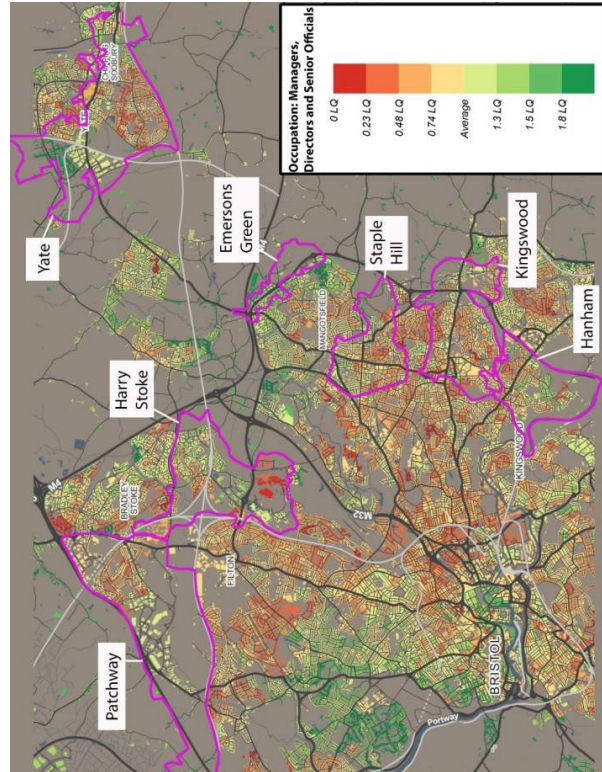 Occupation: Managers,
Directors and Senior Officials
0 LQ
0.23 LQ
0.48 LQ
0.74 LQ
Average
1.3 LQ
1.5 LQ
1.8 LQ
Yate
YATE
CHIPPING
SODBURY
Emersons
Green
M4
Staple
Hill
Kingswood
Hanham
MANGOTSFIELD
KINGSWOOD
Harry
Stoke
M4
BRADLEY
STOKE
FILTON
M32
Patchway
BRISTOL
Portway